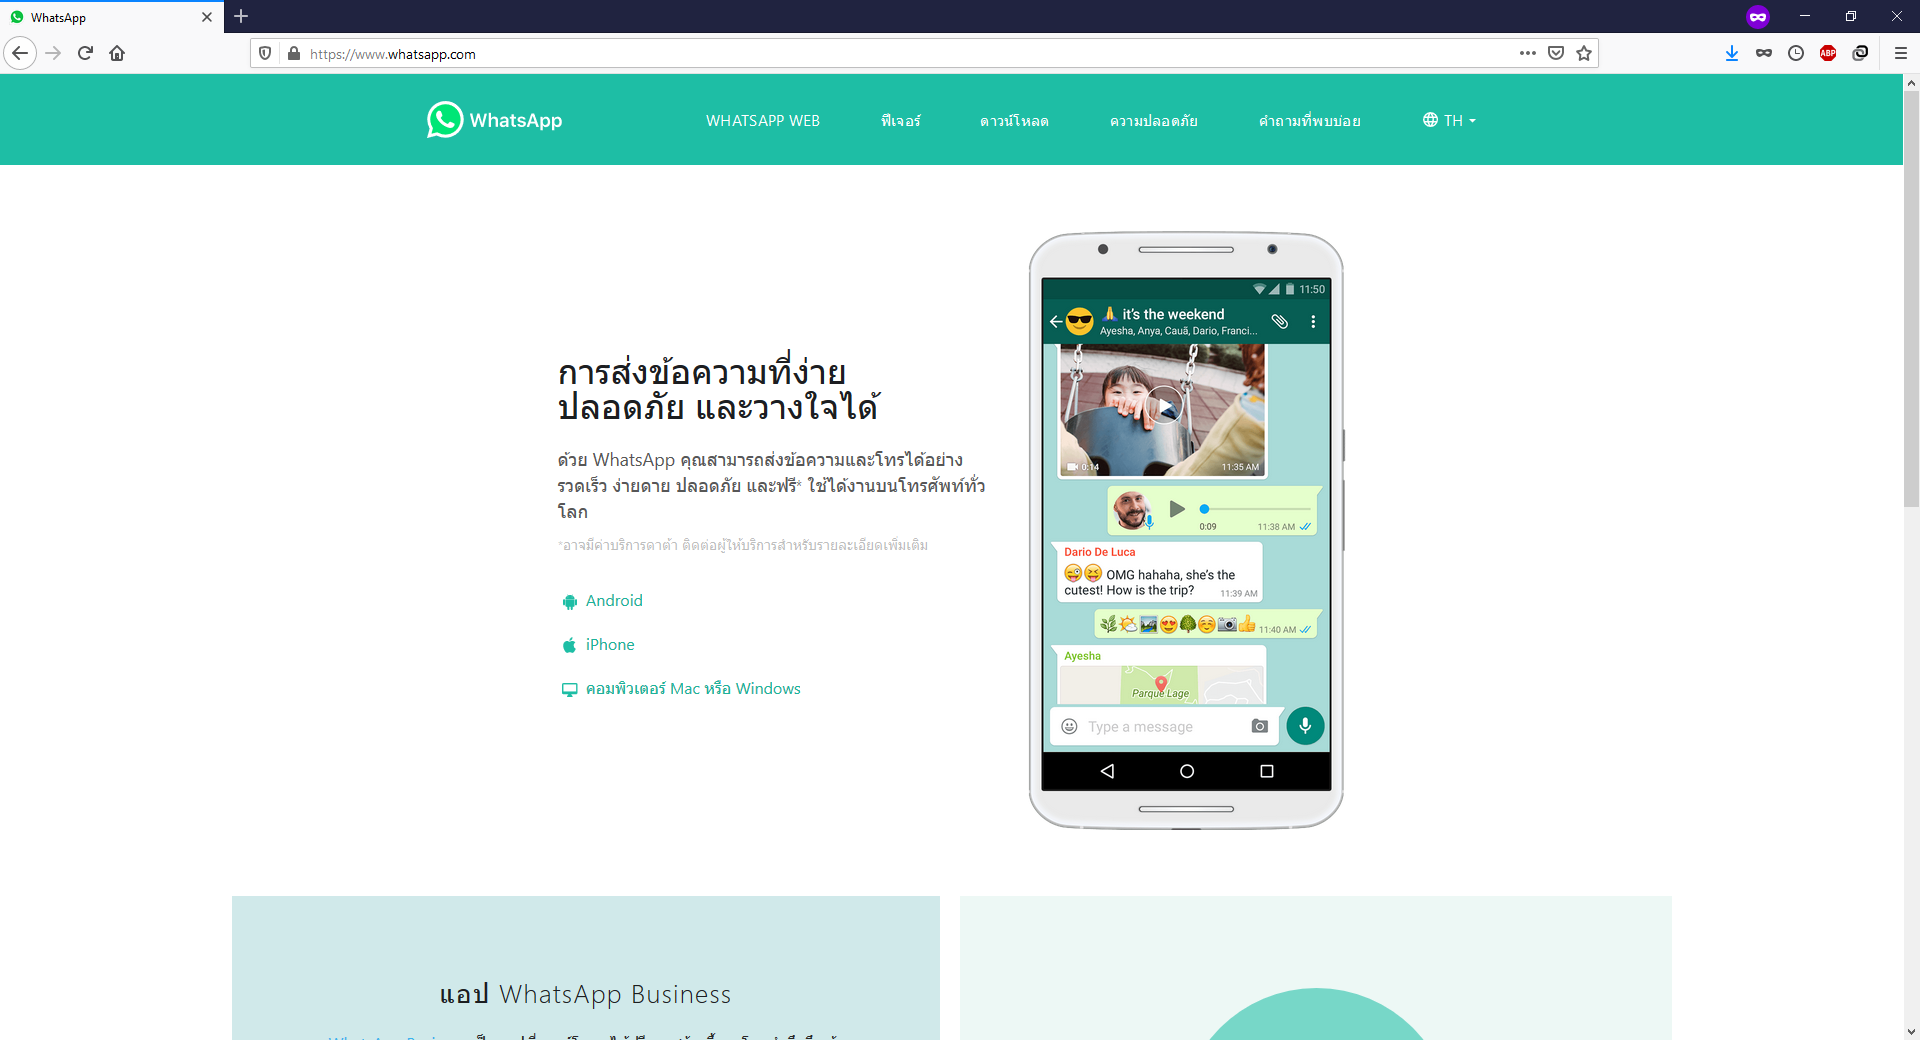 WhatsApp
https://www.whatsapp.com
ABP
WhatsApp
WHATSAPP WEB
ฟีเจอร์
ดาวน์โหลด
ความปลอดภัย
คำถามที่พบบ่อย
TH
การส่งข้อความที่ง่าย
ปลอดภัย และวางใจได้
ด้วย WhatsApp คุณสามารถส่งข้อความและโทรได้อย่าง
รวดเร็ว ง่ายดาย ปลอดภัย และฟรี* ใช้ได้งานบนโทรศัพท์ทั่ว
โลก
*อาจมีค่าบริการดาต้า ติดต่อผู้ให้บริการสำหรับรายละเอียดเพิ่มเติม
Android
iPhone
คอมพิวเตอร์ Mac หรือ Windows
11:50
🙏 it's the weekend
Ayesha, Anya, Cauã, Dario, Franci...
0:14 11:35 AM
0:09 11:38 AM
Dario De Luca
😜😝 OMG hahaha, she's the
cutest! How is the trip? 11:39 AM
11:40 AM
Ayesha
Parque Lage
Type a message
แอป WhatsApp Business